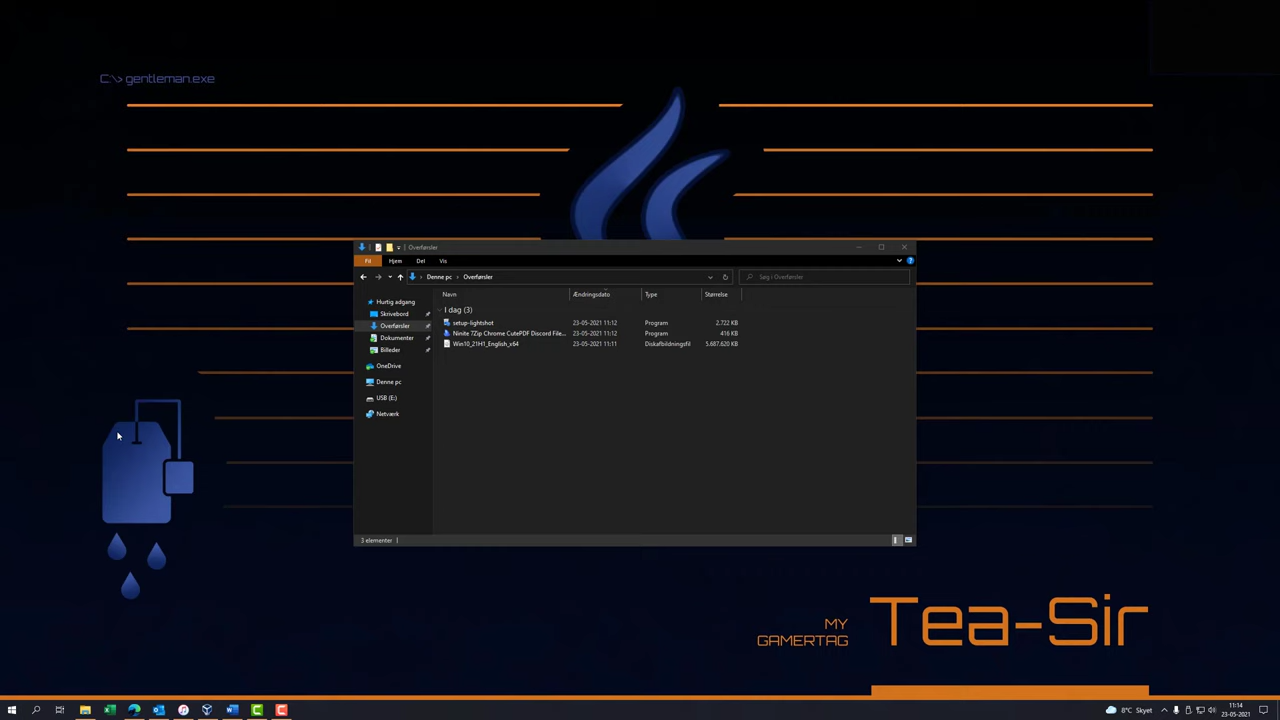 C:\> gentleman.exe
Overførsler
Fil Hjem Del Vis
Denne pc > Overførsler
Søg i Overførsler
Navn Ændringsdato Type Størrelse
Hurtig adgang
Skrivebord
Overførsler
Dokumenter
Billeder
OneDrive
Denne pc
USB (E:)
Netværk
I dag (3)
setup-lightshot 23-05-2021 11:12 Program 2.722 KB
Ninite 7Zip Chrome CutePDF Discord File... 23-05-2021 11:12 Program 416 KB
Win10_21H1_English_x64 23-05-2021 11:11 Diskafbildningsfil 5.687.620 KB
3 elementer
MY
GAMERTAG
Tea-Sir
8°C Skyet
11:14
23-05-2021